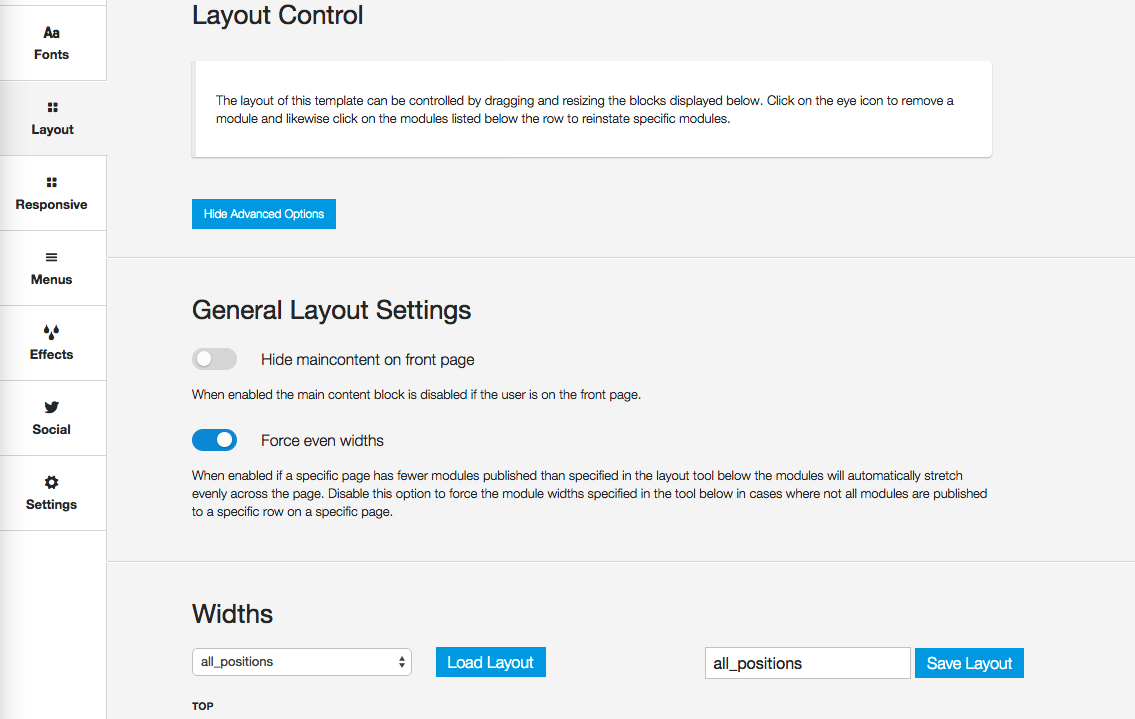 Layout Control
Aa
Fonts
Layout
Responsive
Menus
Effects
Social
Settings
The layout of this template can be controlled by dragging and resizing the blocks displayed below. Click on the eye icon to remove a
module and likewise click on the modules listed below the row to reinstate specific modules.
Hide Advanced Options
General Layout Settings
Hide maincontent on front page
When enabled the main content block is disabled if the user is on the front page.
Force even widths
When enabled if a specific page has fewer modules published than specified in the layout tool below the modules will automatically stretch
evenly across the page. Disable this option to force the module widths specified in the tool below in cases where not all modules are published
to a specific row on a specific page.
Widths
all_positions
Load Layout
all_positions
Save Layout
TOP